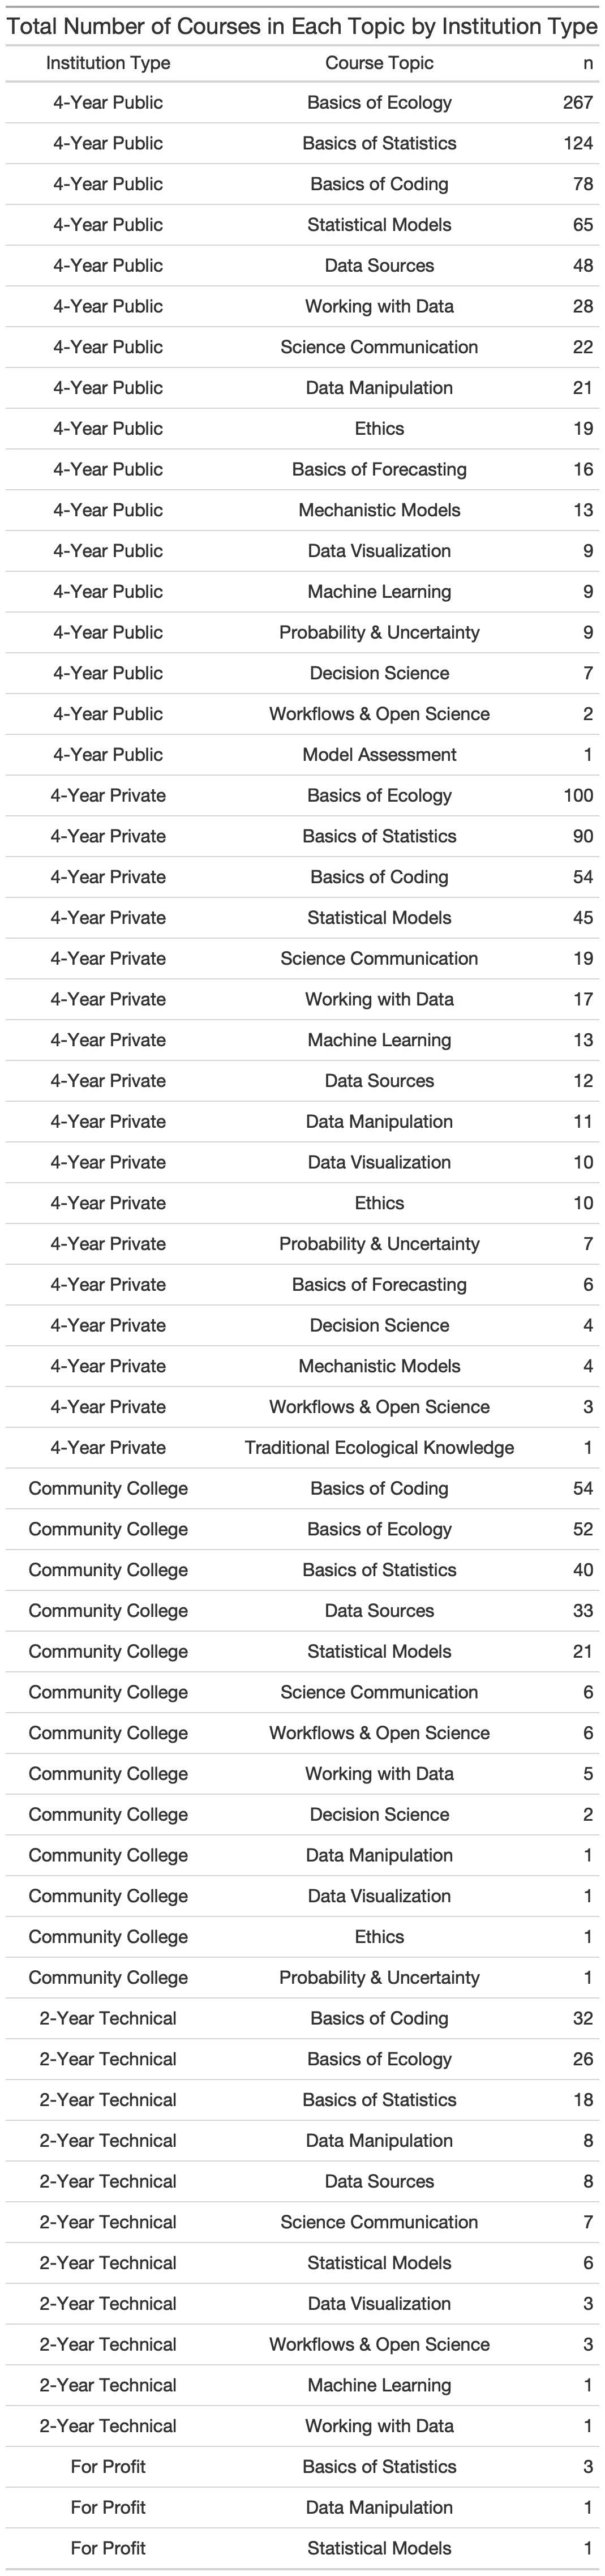 Total Number of Courses in Each Topic by Institution Type
Institution Type Course Topic n
4-Year Public Basics of Ecology 267
4-Year Public Basics of Statistics 124
4-Year Public Basics of Coding 78
4-Year Public Statistical Models 65
4-Year Public Data Sources 48
4-Year Public Working with Data 28
4-Year Public Science Communication 22
4-Year Public Data Manipulation 21
4-Year Public Ethics 19
4-Year Public Basics of Forecasting 16
4-Year Public Mechanistic Models 13
4-Year Public Data Visualization 9
4-Year Public Machine Learning 9
4-Year Public Probability & Uncertainty 9
4-Year Public Decision Science 7
4-Year Public Workflows & Open Science 2
4-Year Public Model Assessment 1
4-Year Private Basics of Ecology 100
4-Year Private Basics of Statistics 90
4-Year Private Basics of Coding 54
4-Year Private Statistical Models 45
4-Year Private Science Communication 19
4-Year Private Working with Data 17
4-Year Private Machine Learning 13
4-Year Private Data Sources 12
4-Year Private Data Manipulation 11
4-Year Private Data Visualization 10
4-Year Private Ethics 10
4-Year Private Probability & Uncertainty 7
4-Year Private Basics of Forecasting 6
4-Year Private Decision Science 4
4-Year Private Mechanistic Models 4
4-Year Private Workflows & Open Science 3
4-Year Private Traditional Ecological Knowledge 1
Community College Basics of Coding 54
Community College Basics of Ecology 52
Community College Basics of Statistics 40
Community College Data Sources 33
Community College Statistical Models 21
Community College Science Communication 6
Community College Workflows & Open Science 6
Community College Working with Data 5
Community College Decision Science 2
Community College Data Manipulation 1
Community College Data Visualization 1
Community College Ethics 1
Community College Probability & Uncertainty 1
2-Year Technical Basics of Coding 32
2-Year Technical Basics of Ecology 26
2-Year Technical Basics of Statistics 18
2-Year Technical Data Manipulation 8
2-Year Technical Data Sources 8
2-Year Technical Science Communication 7
2-Year Technical Statistical Models 6
2-Year Technical Data Visualization 3
2-Year Technical Workflows & Open Science 3
2-Year Technical Machine Learning 1
2-Year Technical Working with Data 1
For Profit Basics of Statistics 3
For Profit Data Manipulation 1
For Profit Statistical Models 1